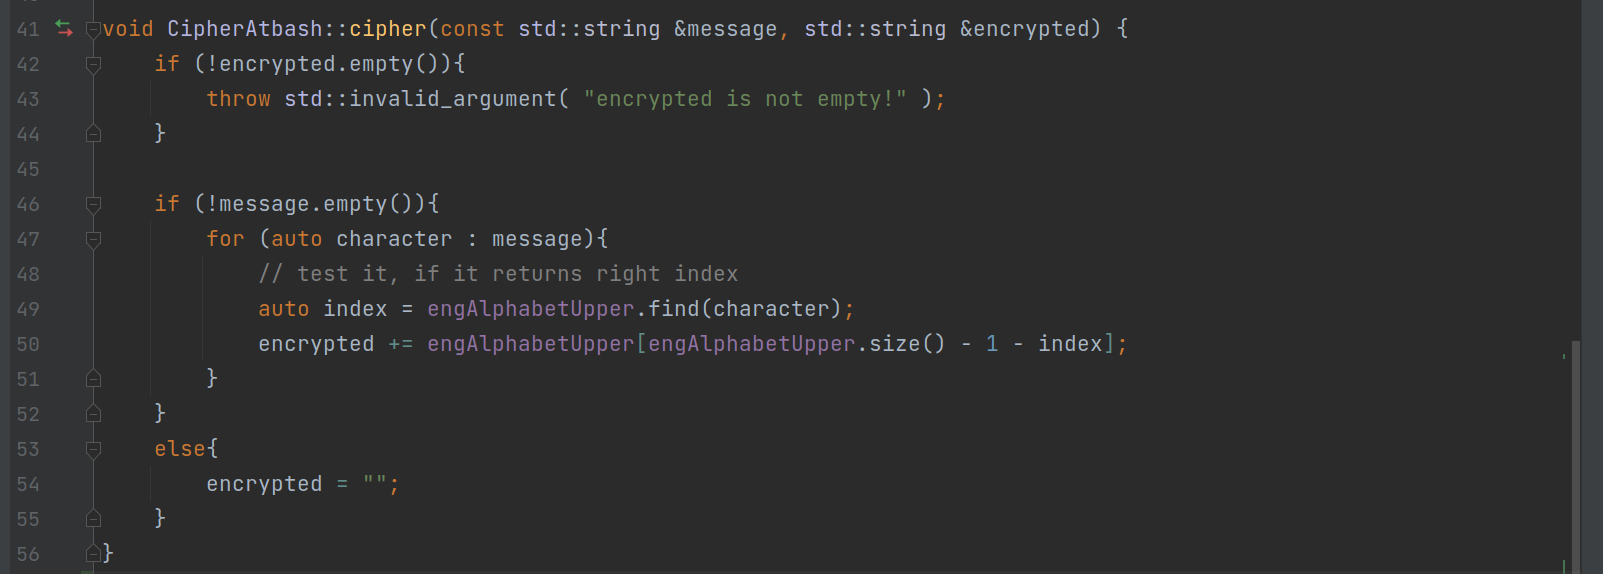 41 void CipherAtbash::cipher(const std::string &message, std::string &encrypted) {
42     if (!encrypted.empty()){
43         throw std::invalid_argument( "encrypted is not empty!" );
44     }
45
46     if (!message.empty()){
47         for (auto character : message){
48             // test it, if it returns right index
49             auto index = engAlphabetUpper.find(character);
50             encrypted += engAlphabetUpper[engAlphabetUpper.size() - 1 - index];
51         }
52     }
53     else{
54         encrypted = "";
55     }
56 }